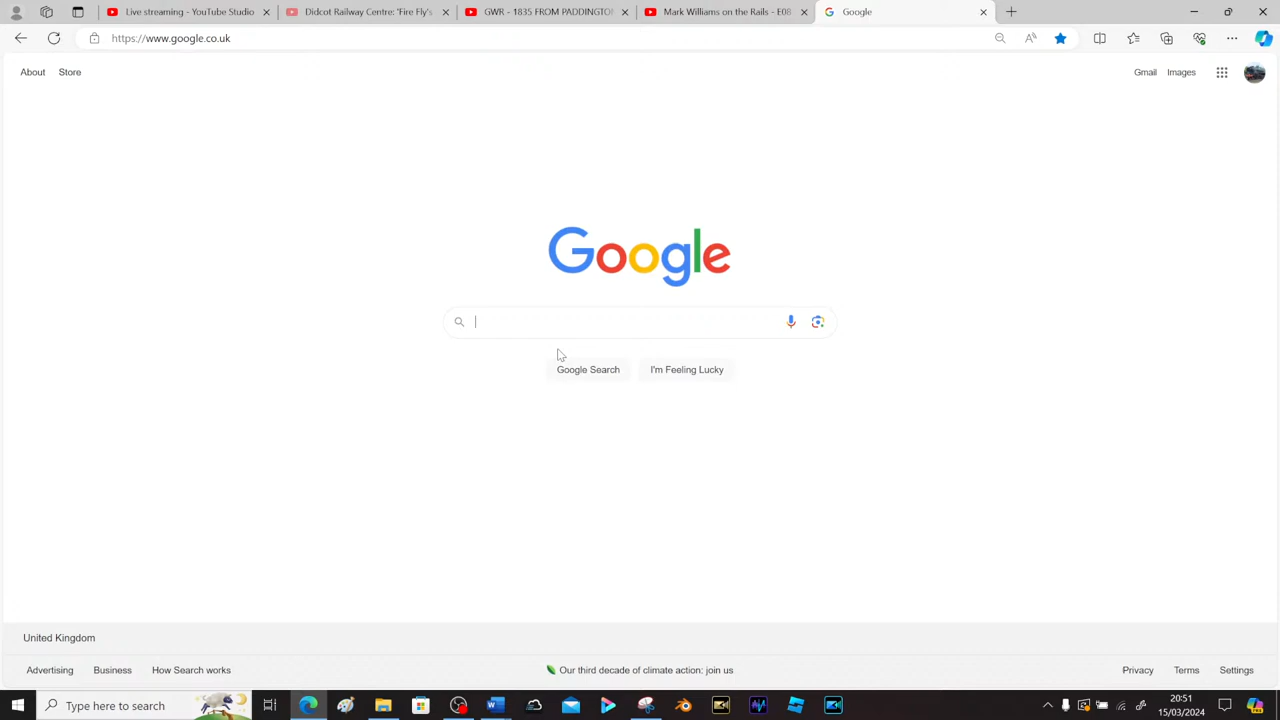 Live streaming - YouTube Studio
Didcot Railway Centre: 'Fire Fly's
GWR - 1835 FROM PADDINGTON
Mark Williams on the Rails - E08
Google
https://www.google.co.uk
About Store
Gmail Images
Google
Google Search
I'm Feeling Lucky
United Kingdom
Advertising Business How Search works
Our third decade of climate action: join us
Privacy Terms Settings
Type here to search
20:51
15/03/2024